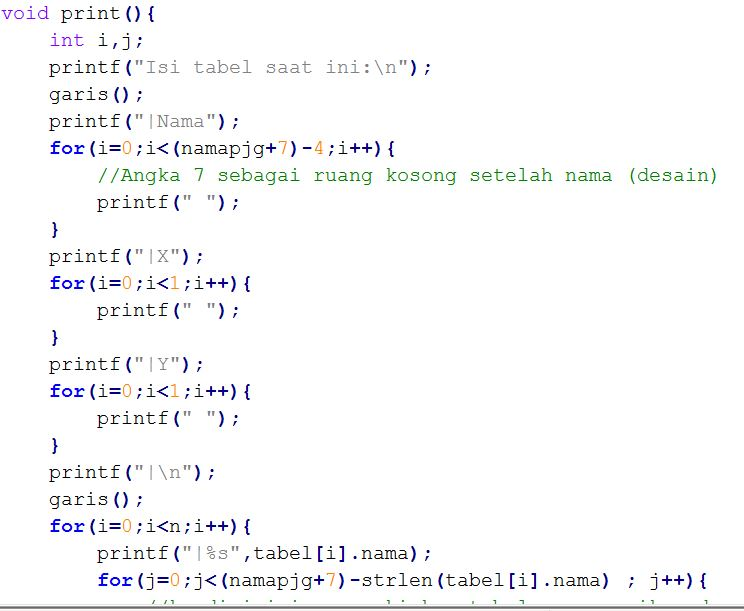 void print(){
    int i,j;
    printf("Isi tabel saat ini:\n");
    garis();
    printf("|Nama");
    for(i=0;i<(namapjg+7)-4;i++){
        //Angka 7 sebagai ruang kosong setelah nama (desain)
        printf(" ");
    }
    printf("|X");
    for(i=0;i<1;i++){
        printf(" ");
    }
    printf("|Y");
    for(i=0;i<1;i++){
        printf(" ");
    }
    printf("|\n");
    garis();
    for(i=0;i<n;i++){
        printf("|%s",tabel[i].nama);
        for(j=0;j<(namapjg+7)-strlen(tabel[i].nama) ; j++){